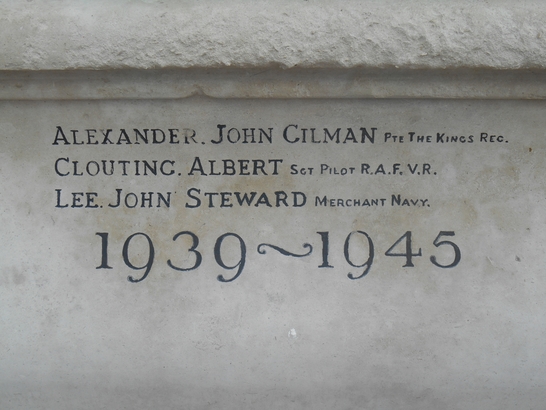 ALEXANDER. JOHN GILMAN PTE THE KINGS REG.
CLOUTING. ALBERT SGT PILOT R.A.F.V.R.
LEE. JOHN STEWARD MERCHANT NAVY.
1939~1945